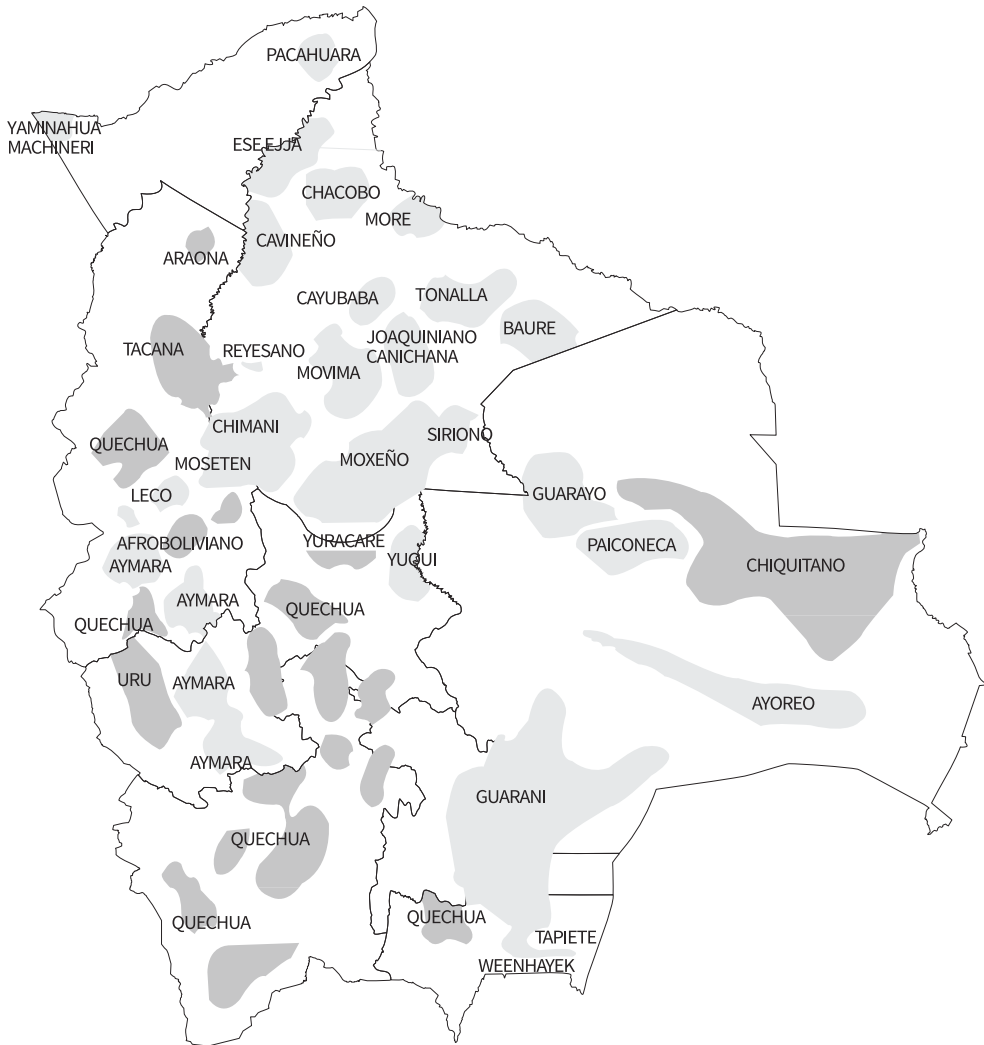 PACAHUARA
YAMINAHUA
MACHINERI
ESE EJJA
CHACOBO
MORE
CAVINEÑO
ARAONA
CAYUBABA
TONALLA
BAURE
JOAQUINIANO
CANICHANA
TACANA
REYESANO
MOVIMA
CHIMANI
SIRIONO
QUECHUA
MOSETEN
MOXEÑO
LECO
GUARAYO
AFROBOLIVIANO
YURACARE
PAICONECA
AYMARA
YUQUI
CHIQUITANO
AYMARA
QUECHUA
QUECHUA
URU
AYMARA
AYOREO
AYMARA
GUARANI
QUECHUA
QUECHUA
QUECHUA
TAPIETE
WEENHAYEK